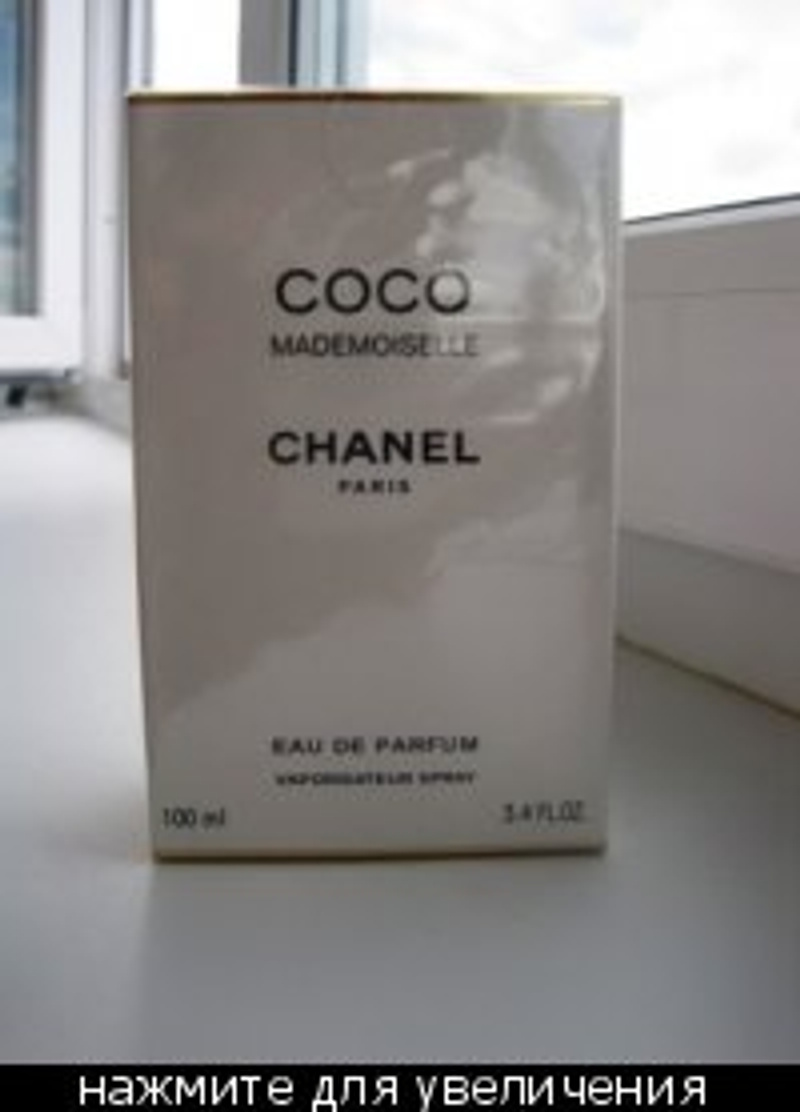 COCO
MADEMOISELLE
CHANEL
PARIS
EAU DE PARFUM
VAPORISATEUR SPRAY
100 ml
3.4 FL.OZ.
нажмите для увеличения